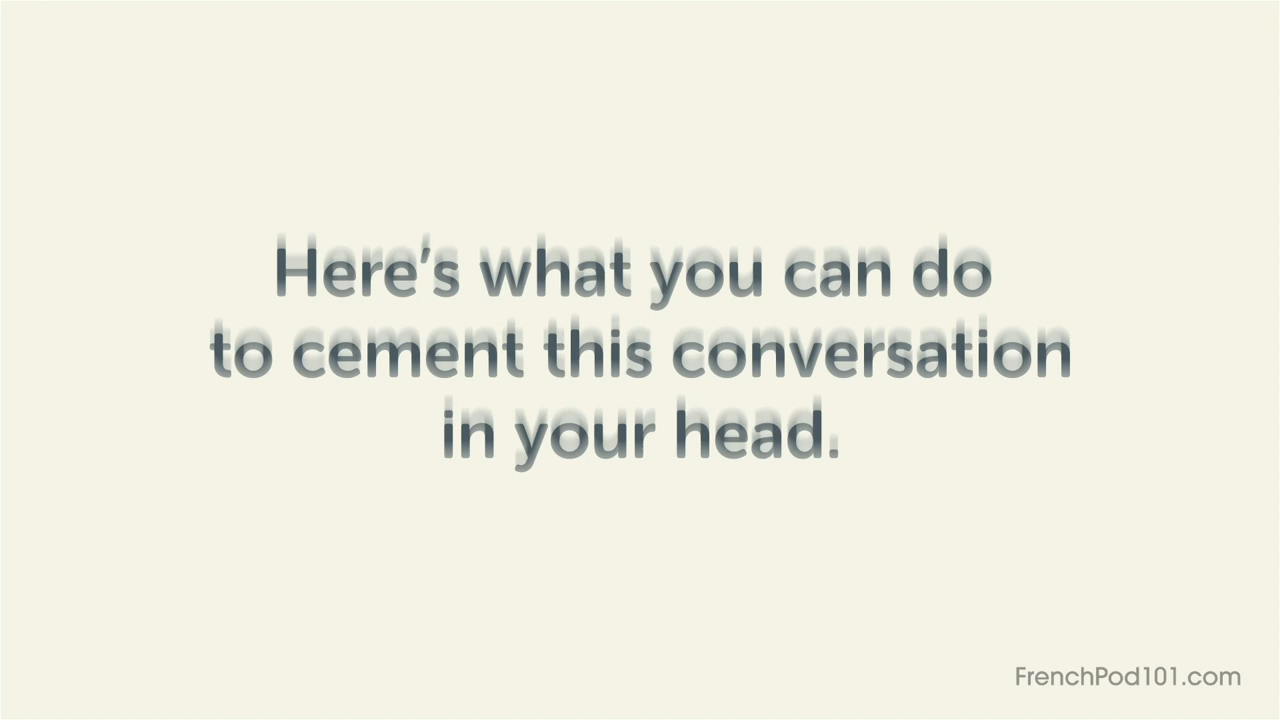 Here's what you can do
to cement this conversation
in your head.
FrenchPod101.com